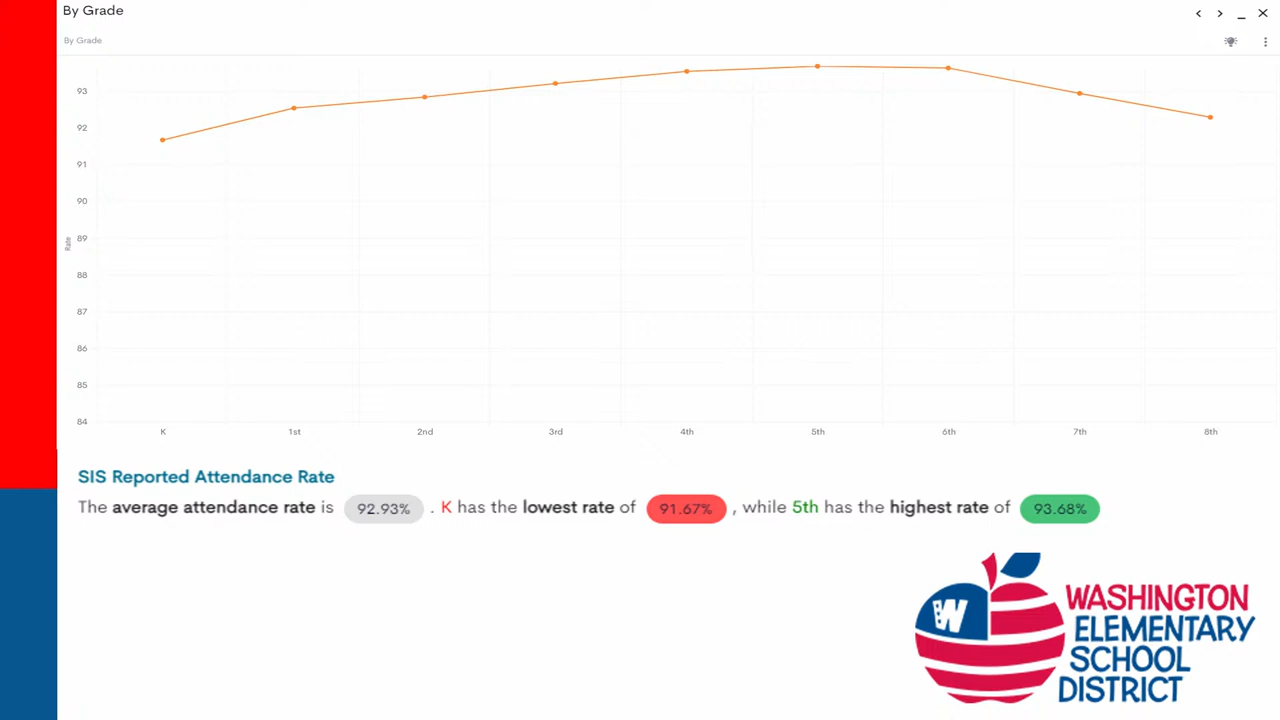 By Grade
By Grade
93
92
91
90
Rate
89
88
87
86
85
84
K 1st 2nd 3rd 4th 5th 6th 7th 8th
SIS Reported Attendance Rate
The average attendance rate is 92.93% . K has the lowest rate of 91.67% , while 5th has the highest rate of 93.68%
W
WASHINGTON
ELEMENTARY
SCHOOL
DISTRICT